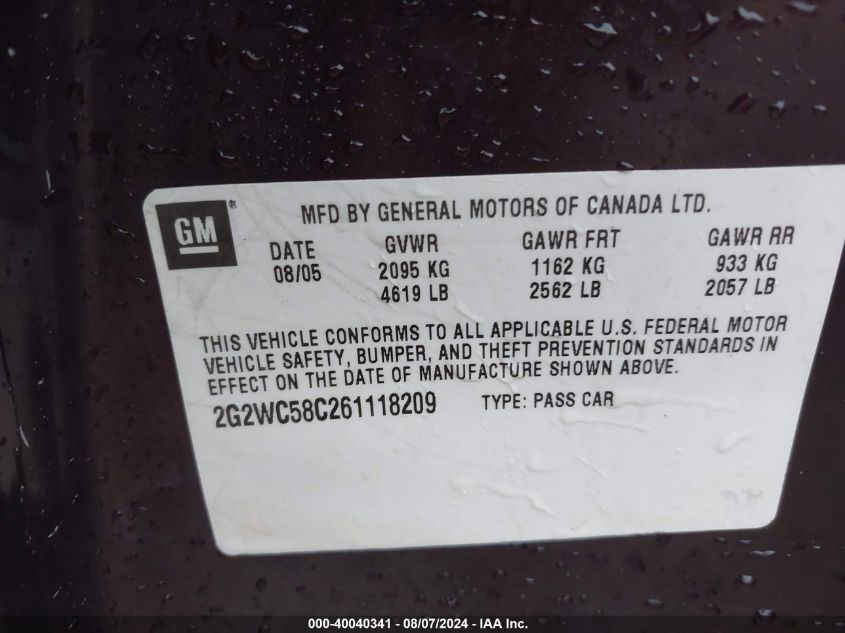 GM®
MFD BY GENERAL MOTORS OF CANADA LTD.
DATE GVWR GAWR FRT GAWR RR
08/05 2095 KG 1162 KG 933 KG
4619 LB 2562 LB 2057 LB
THIS VEHICLE CONFORMS TO ALL APPLICABLE U.S. FEDERAL MOTOR
VEHICLE SAFETY, BUMPER, AND THEFT PREVENTION STANDARDS IN
EFFECT ON THE DATE OF MANUFACTURE SHOWN ABOVE.
2G2WC58C261118209 TYPE: PASS CAR
000-40040341 - 08/07/2024 - IAA Inc.